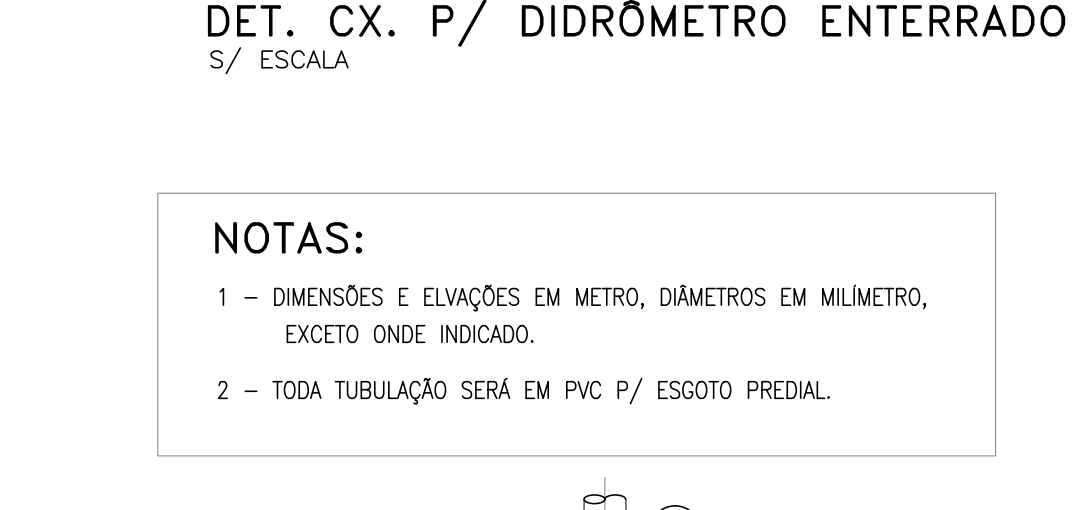 DET. CX. P/ DIDRÔMETRO ENTERRADO
S/ ESCALA
NOTAS:
1 – DIMENSÕES E ELVAÇÕES EM METRO, DIÂMETROS EM MILÍMETRO,
EXCETO ONDE INDICADO.
2 – TODA TUBULAÇÃO SERÁ EM PVC P/ ESGOTO PREDIAL.